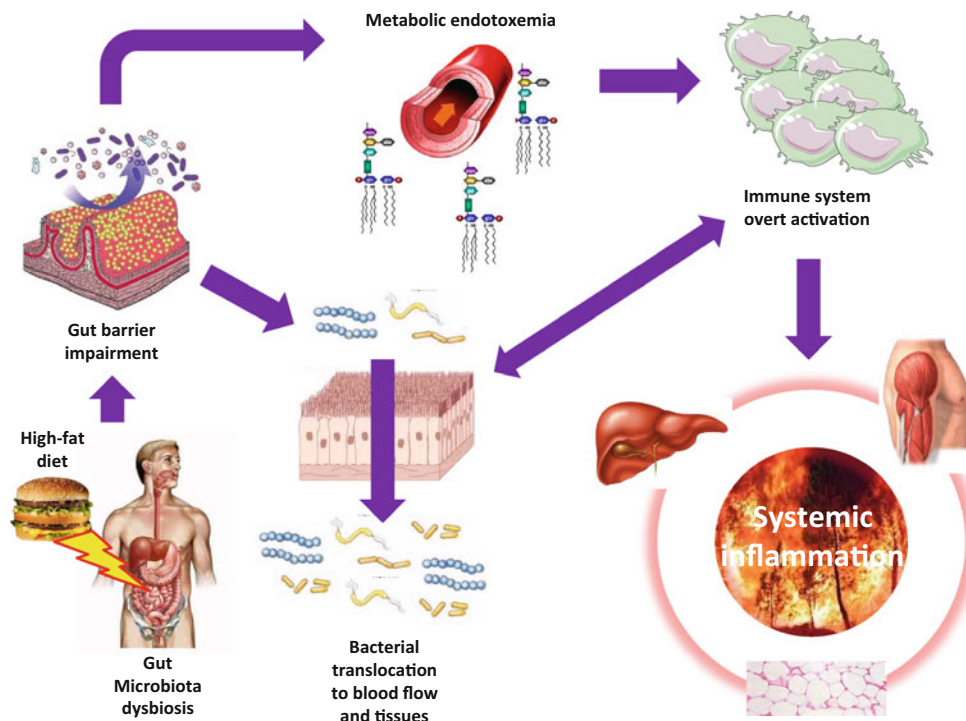 Metabolic endotoxemia
Immune system
overt activation
Gut barrier
impairment
High-fat
diet
Systemic
inflammation
Gut
Microbiota
dysbiosis
Bacterial
translocation
to blood flow
and tissues